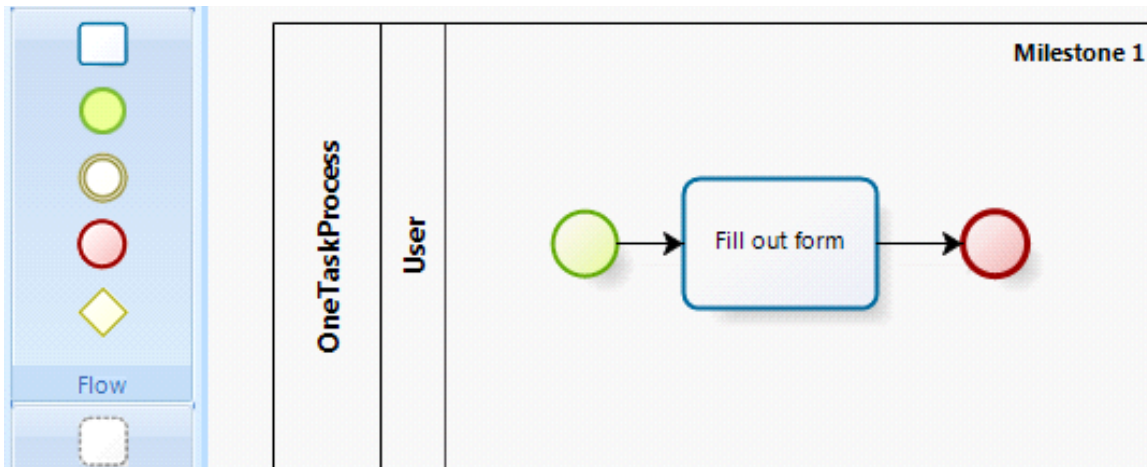 Milestone 1
OneTaskProcess
User
Fill out form
Flow